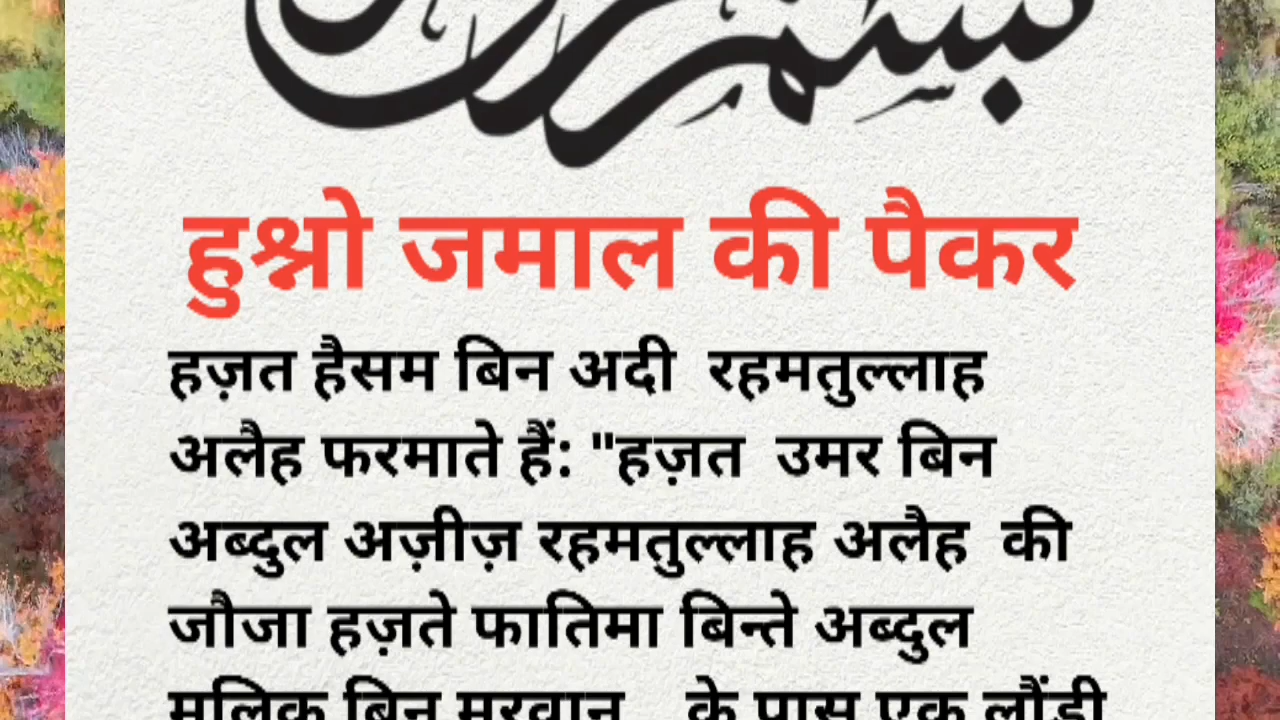 हुश्नो जमाल की पैकर
हज़त हैसम बिन अदी रहमतुल्लाह
अलैह फरमाते हैं: "हज़त उमर बिन
अब्दुल अज़ीज़ रहमतुल्लाह अलैह की
जौजा हज़ते फातिमा बिन्ते अब्दुल
मलिक बिन मरवान के पास एक लौंडी